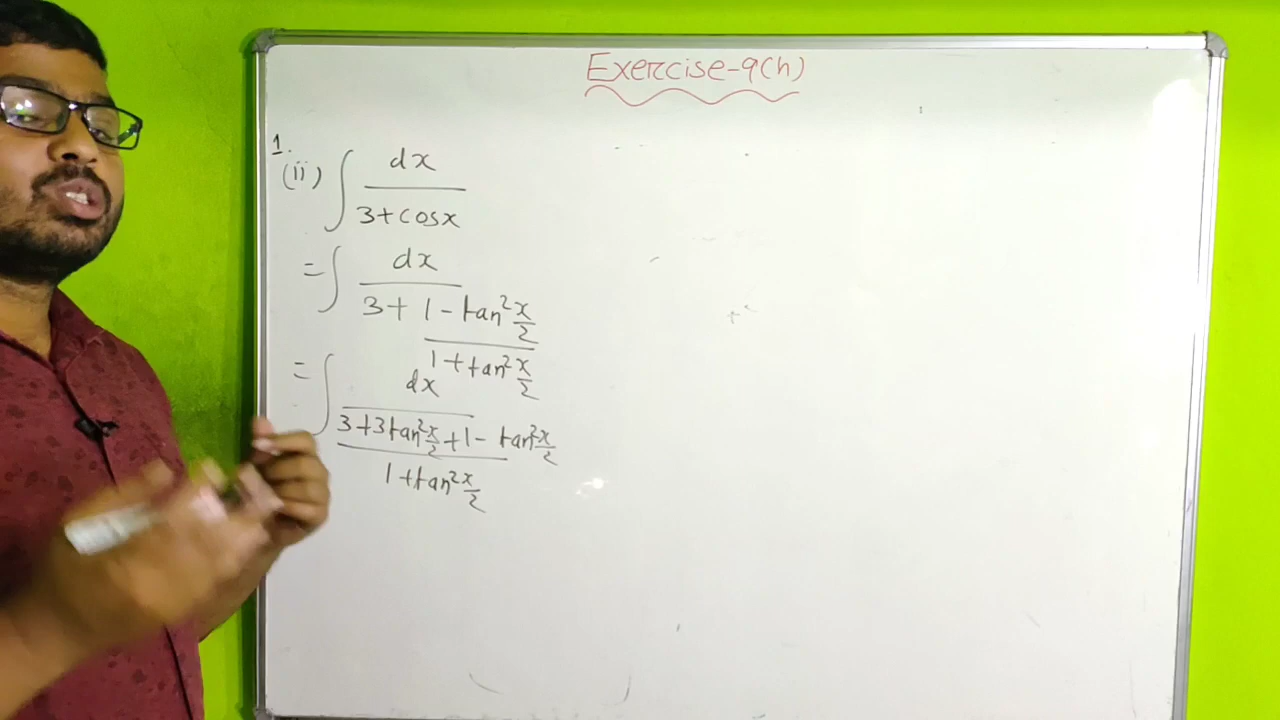 Exercise-9(h)
1.
(ii) ∫ dx
3+cosx
= ∫ dx
3+ 1-tan²x/2
1+tan²x/2
= ∫ dx
3+3tan²x/2+1-tan²x/2
1+tan²x/2